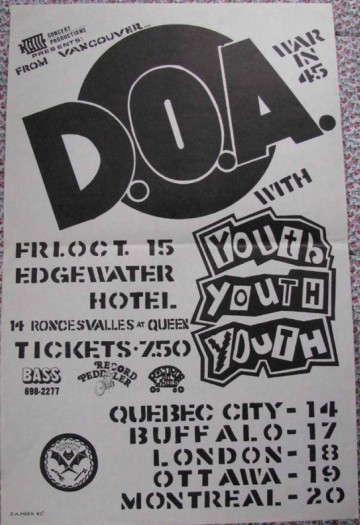 CONCERT
PRODUCTIONS
PRESENTS:
FROM VANCOUVER...
D.O.A.
WAR
IN
45
WITH
YOUTH
YOUTH
YOUTH
FRI.OCT. 15
EDGEWATER
HOTEL
14 RONCESVALLES AT QUEEN
TICKETS·7.50
BASS
698-2277
RECORD
PEDDLER
QUEBEC CITY-14
BUFFALO-17
LONDON-18
OTTAWA-19
MONTREAL-20